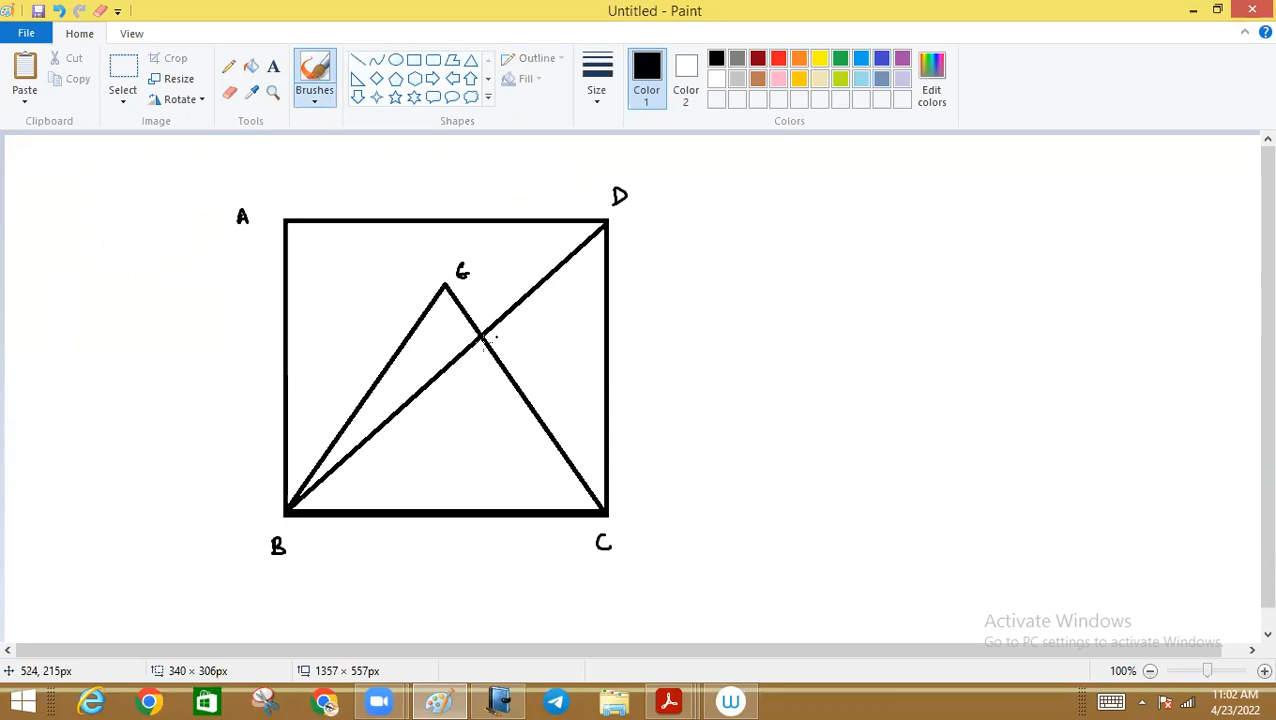 Untitled - Paint
File
Home
View
Paste
Cut
Copy
Clipboard
Select
Crop
Resize
Rotate
Image
A
Tools
Brushes
Outline
Fill
Shapes
Size
Color 1
Color 2
Edit colors
Colors
A
D
G
B
C
Activate Windows
Go to PC settings to activate Windows.
524, 215px
340 × 306px
1357 × 557px
100%
W
11:02 AM
4/23/2022